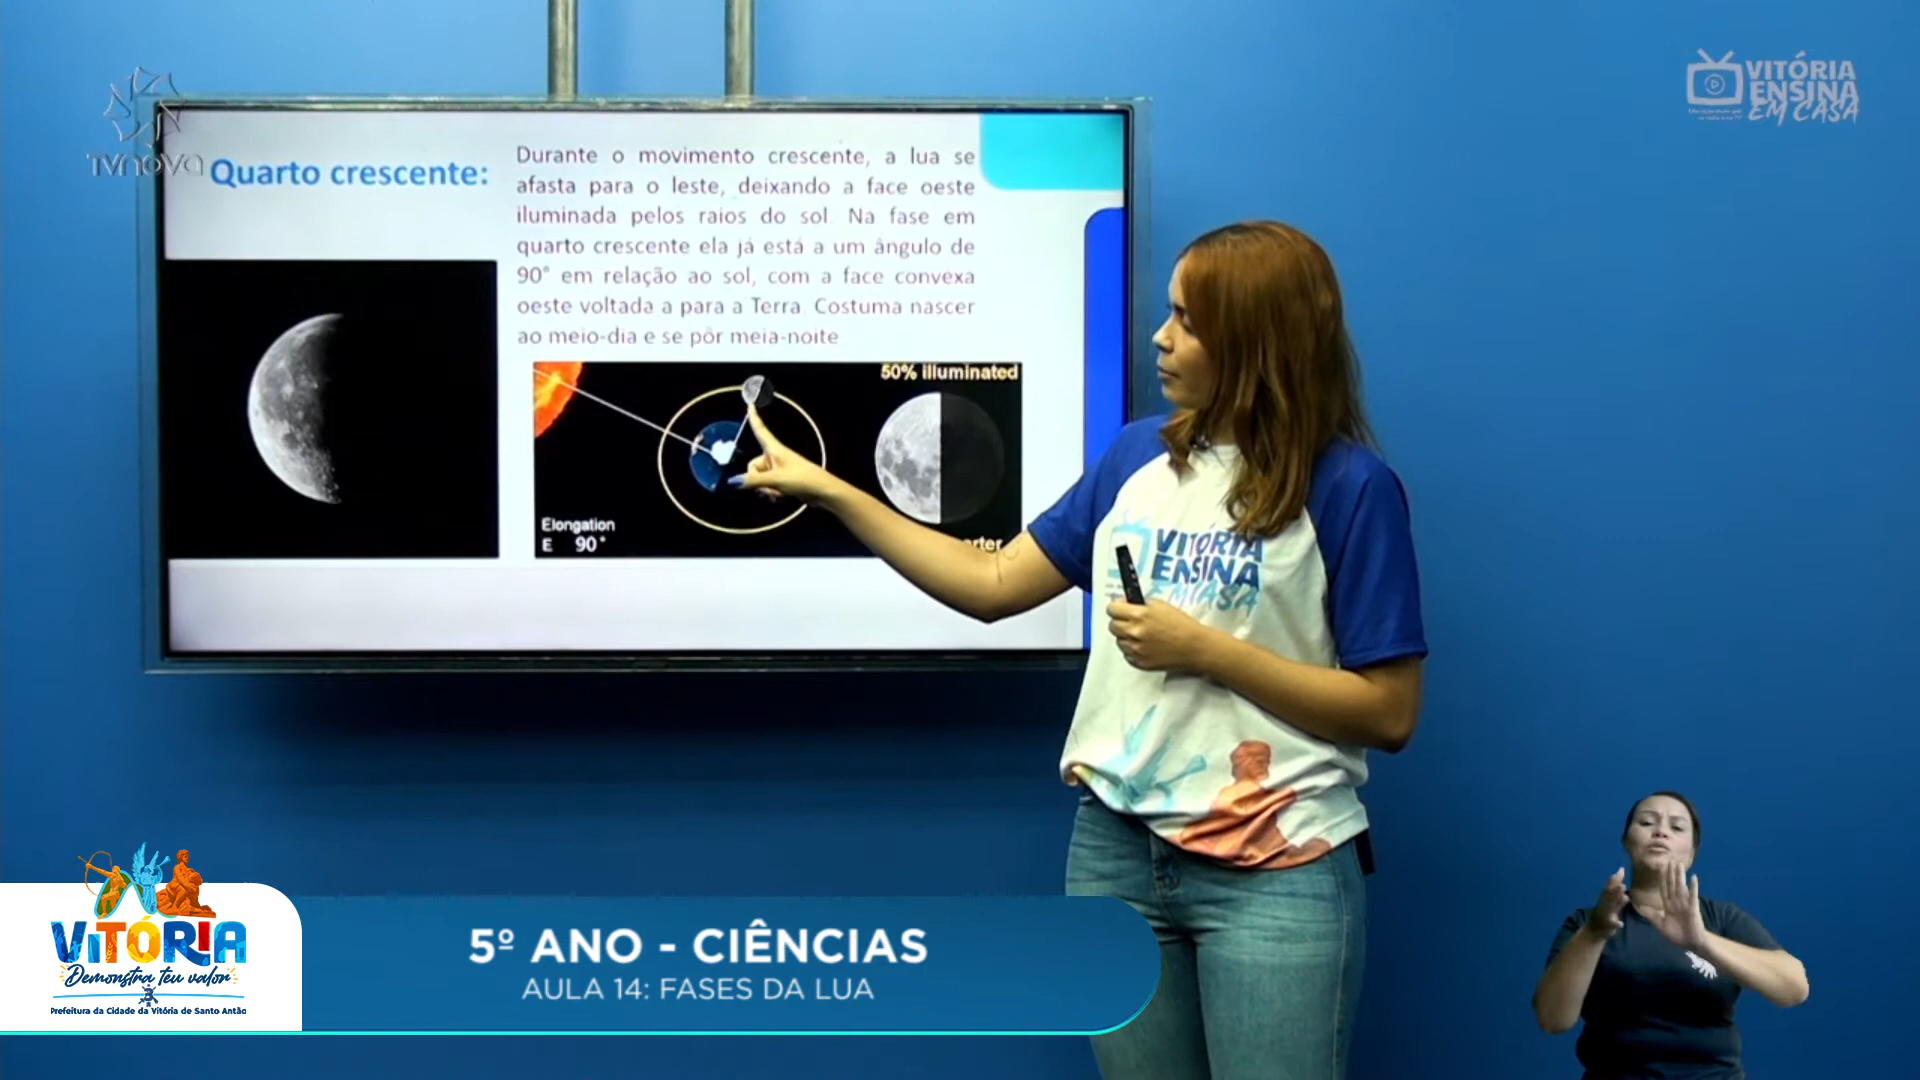 TVNOVA
VITÓRIA
ENSINA
EM CASA
Quarto crescente:
Durante o movimento crescente, a lua se
afasta para o leste, deixando a face oeste
iluminada pelos raios do sol. Na fase em
quarto crescente ela já está a um ângulo de
90° em relação ao sol, com a face convexa
oeste voltada a para a Terra. Costuma nascer
ao meio-dia e se pôr meia-noite
50% illuminated
Elongation
E 90°
rter
VITÓRIA
ENSINA
EM CASA
VITÓRIA
Demonstra teu valor
Prefeitura da Cidade da Vitória de Santo Antão
5º ANO - CIÊNCIAS
AULA 14: FASES DA LUA